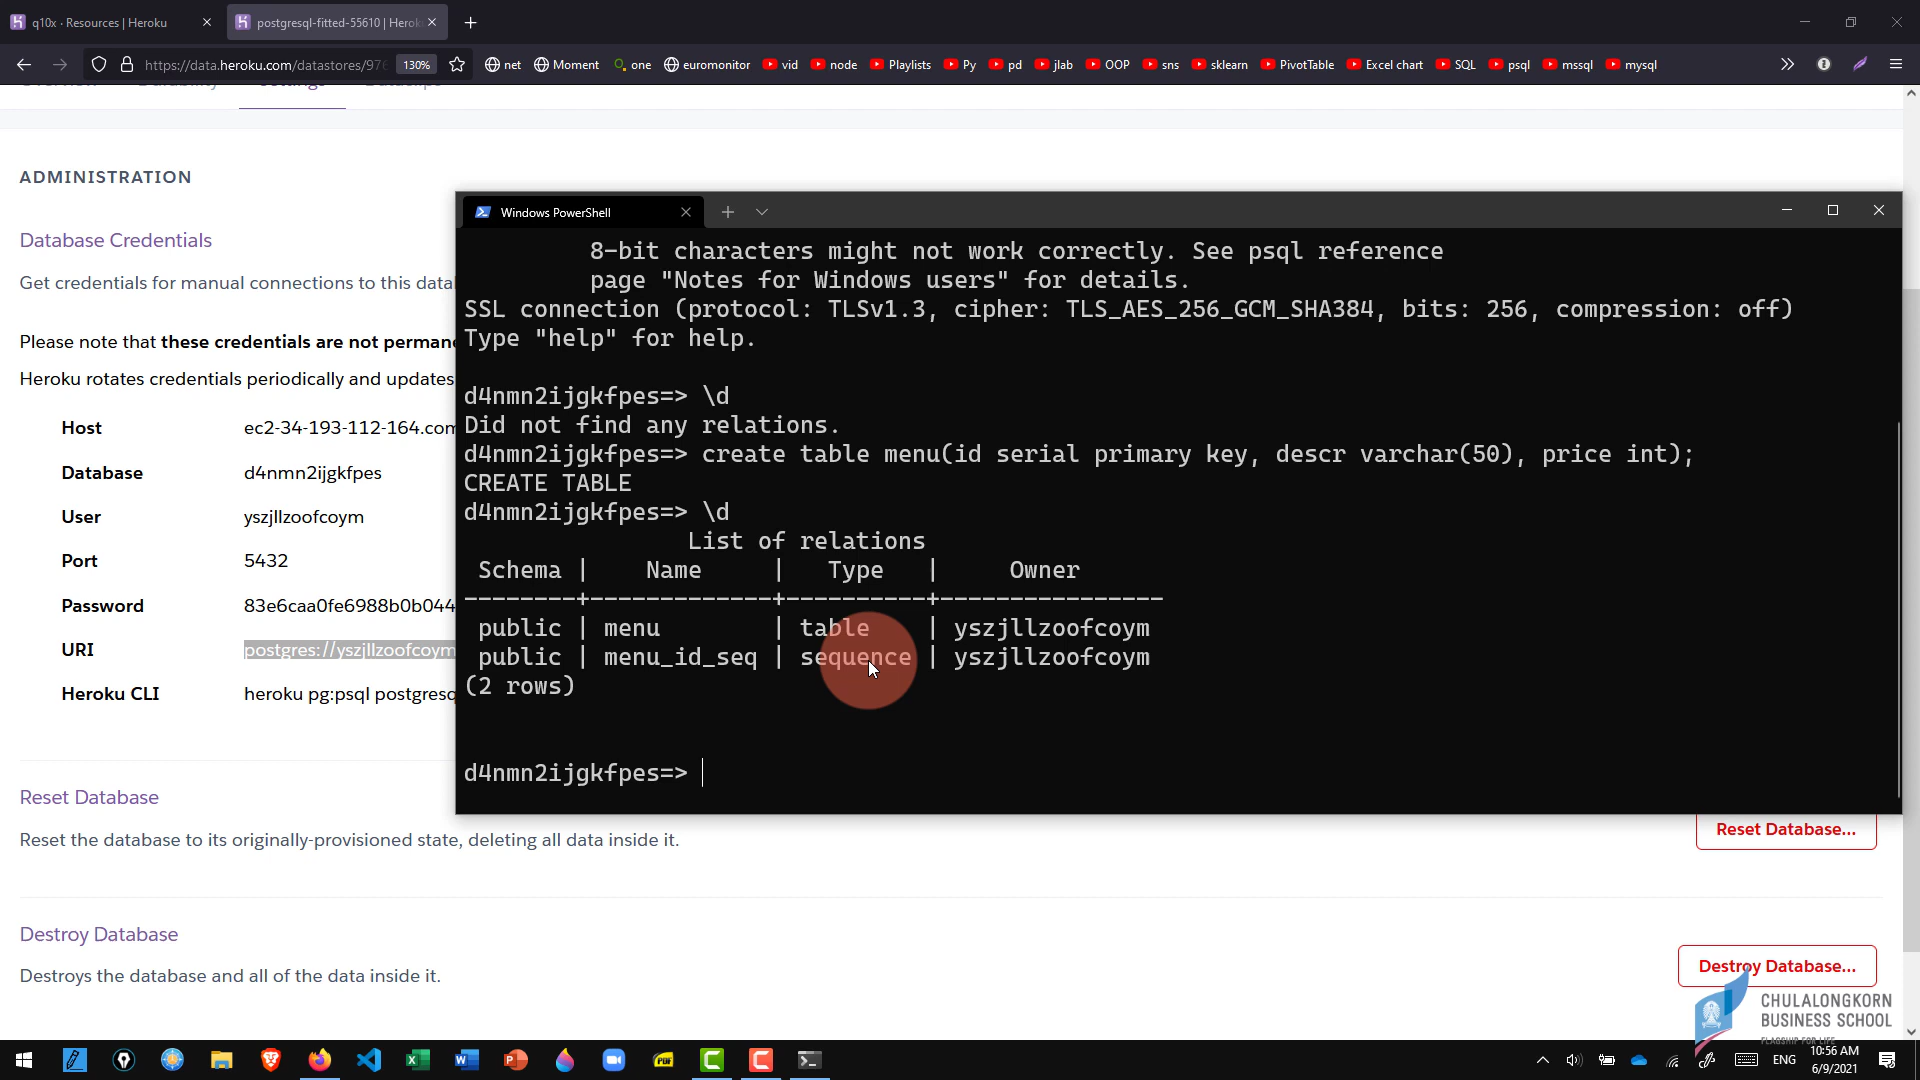 q10x · Resources | Heroku
postgresql-fitted-55610 | Heroku
https://data.heroku.com/datastores/976
130%
net
Moment
one
euromonitor
vid
node
Playlists
Py
pd
jlab
OOP
sns
sklearn
PivotTable
Excel chart
SQL
psql
mssql
mysql
ADMINISTRATION
Database Credentials
Get credentials for manual connections to this data
Please note that these credentials are not permane
Heroku rotates credentials periodically and updates
Host ec2-34-193-112-164.com
Database d4nmn2ijgkfpes
User yszjllzoofcoym
Port 5432
Password 83e6caa0fe6988b0b044
URI postgres://yszjllzoofcoym
Heroku CLI heroku pg:psql postgresq
Windows PowerShell
8-bit characters might not work correctly. See psql reference
page "Notes for Windows users" for details.
SSL connection (protocol: TLSv1.3, cipher: TLS_AES_256_GCM_SHA384, bits: 256, compression: off)
Type "help" for help.
d4nmn2ijgkfpes=> \d
Did not find any relations.
d4nmn2ijgkfpes=> create table menu(id serial primary key, descr varchar(50), price int);
CREATE TABLE
d4nmn2ijgkfpes=> \d
List of relations
Schema | Name | Type | Owner
--------+-------------+----------+----------------
public | menu | table | yszjllzoofcoym
public | menu_id_seq | sequence | yszjllzoofcoym
(2 rows)
d4nmn2ijgkfpes=>
Reset Database
Reset the database to its originally-provisioned state, deleting all data inside it.
Reset Database...
Destroy Database
Destroys the database and all of the data inside it.
Destroy Database...
CHULALONGKORN
BUSINESS SCHOOL
FLAGSHIP FOR LIFE
ENG
10:56 AM
6/9/2021